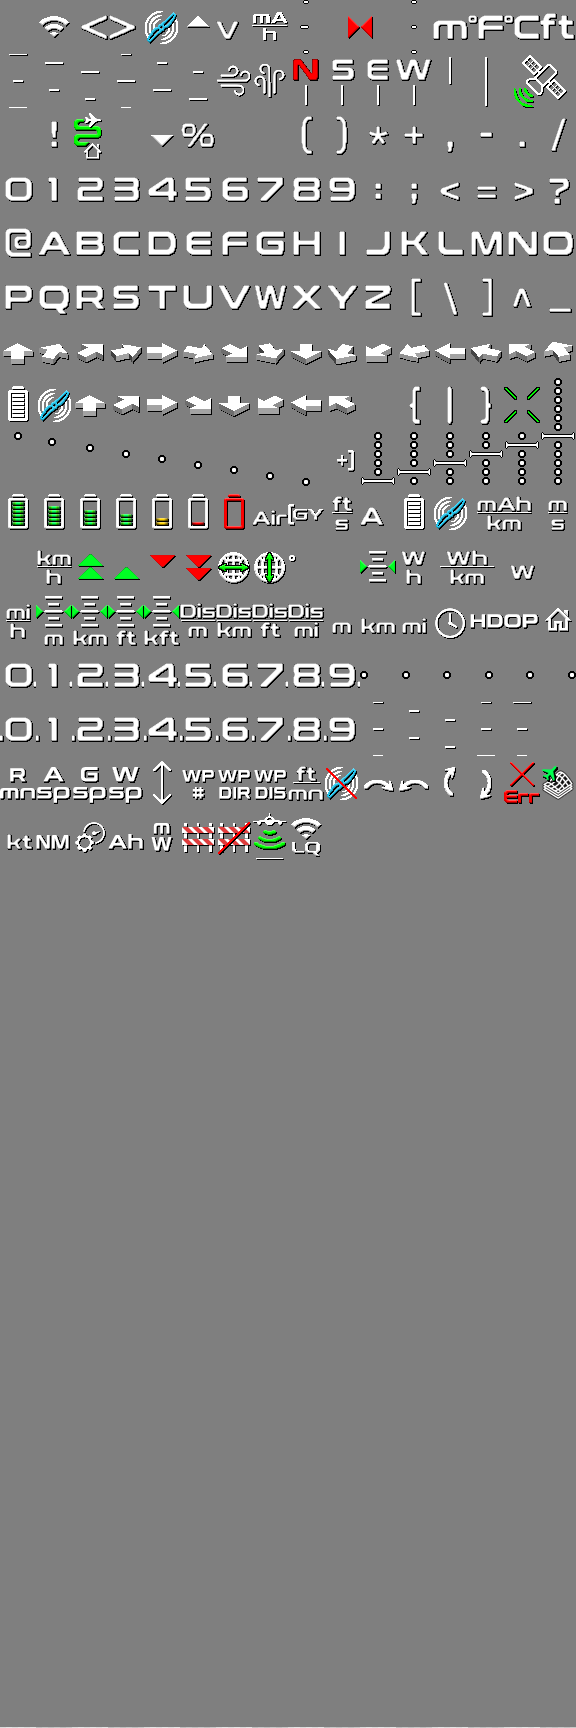 V mA/h m°F°Cft
N S E W
! % ( ) * + , - . /
0 1 2 3 4 5 6 7 8 9 : ; < = > ?
@ A B C D E F G H I J K L M N O
P Q R S T U V W X Y Z [ \ ] ^ _
{ | }
+]
Air [GY ft/s A mAh/km m/s
km/h ° W/h Wh/km W
mi/h m km ft kft Dis/m Dis/km Dis/ft Dis/mi m km mi HDOP
0. 1. 2. 3. 4. 5. 6. 7. 8. 9.
.0 .1 .2 .3 .4 .5 .6 .7 .8 .9
R A G W WP WP WP ft
mn sp sp sp sp # DIR DIS mn Err
kt NM Ah m/W LQ